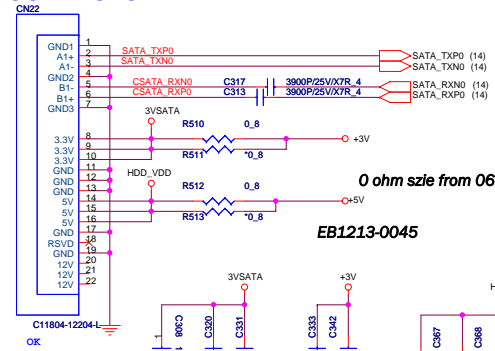 CN22
GND1 1
A1+ 2 SATA_TXP0 SATA_TXP0 (14)
A1- 3 SATA_TXN0 SATA_TXN0 (14)
GND2 4
B1- 5 CSATA_RXN0 C317 3900P/25V/X7R_4 SATA_RXN0 (14)
B1+ 6 CSATA_RXP0 C313 3900P/25V/X7R_4 SATA_RXP0 (14)
GND3 7
3VSATA
R510 0_8
3.3V 8 +3V
3.3V 9
3.3V 10 R511 *0_8
GND 11
GND 12 HDD_VDD
GND 13 R512 0_8
5V 14 +5V
5V 15
5V 16 R513 *0_8
GND 17
RSVD 18
GND 19
12V 20
12V 21
12V 22
0 ohm szie from 06
EB1213-0045
3VSATA +3V
C11804-12204-L
OK
1 C308 C320 C331 C333 C342 C367 C368